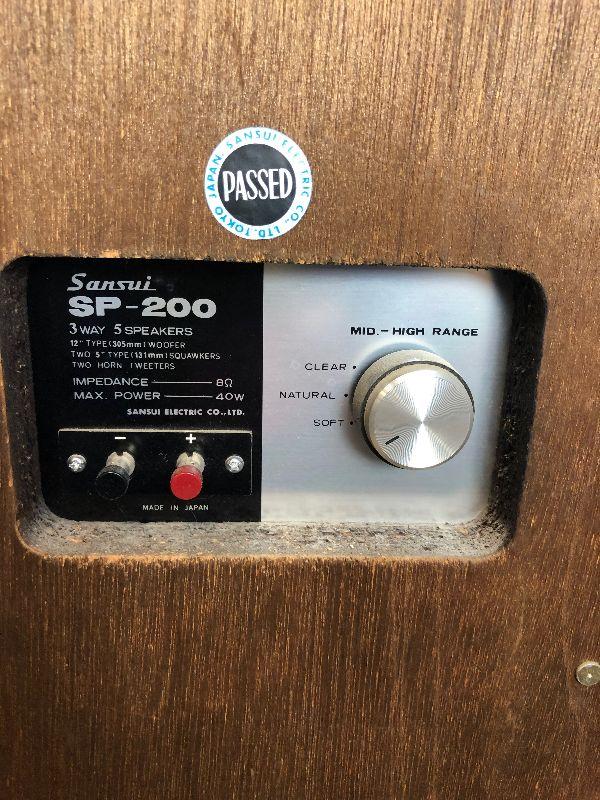 SANSUI ELECTRIC CO., LTD. TOKYO JAPAN.
PASSED
Sansui
SP-200
3 WAY 5 SPEAKERS
12" TYPE (305mm) WOOFER
TWO 5" TYPE (131mm) SQUAWKERS
TWO HORN TWEETERS
IMPEDANCE 8Ω
MAX. POWER 40W
SANSUI ELECTRIC CO.,LTD.
− +
MADE IN JAPAN
MID.-HIGH RANGE
CLEAR
NATURAL
SOFT